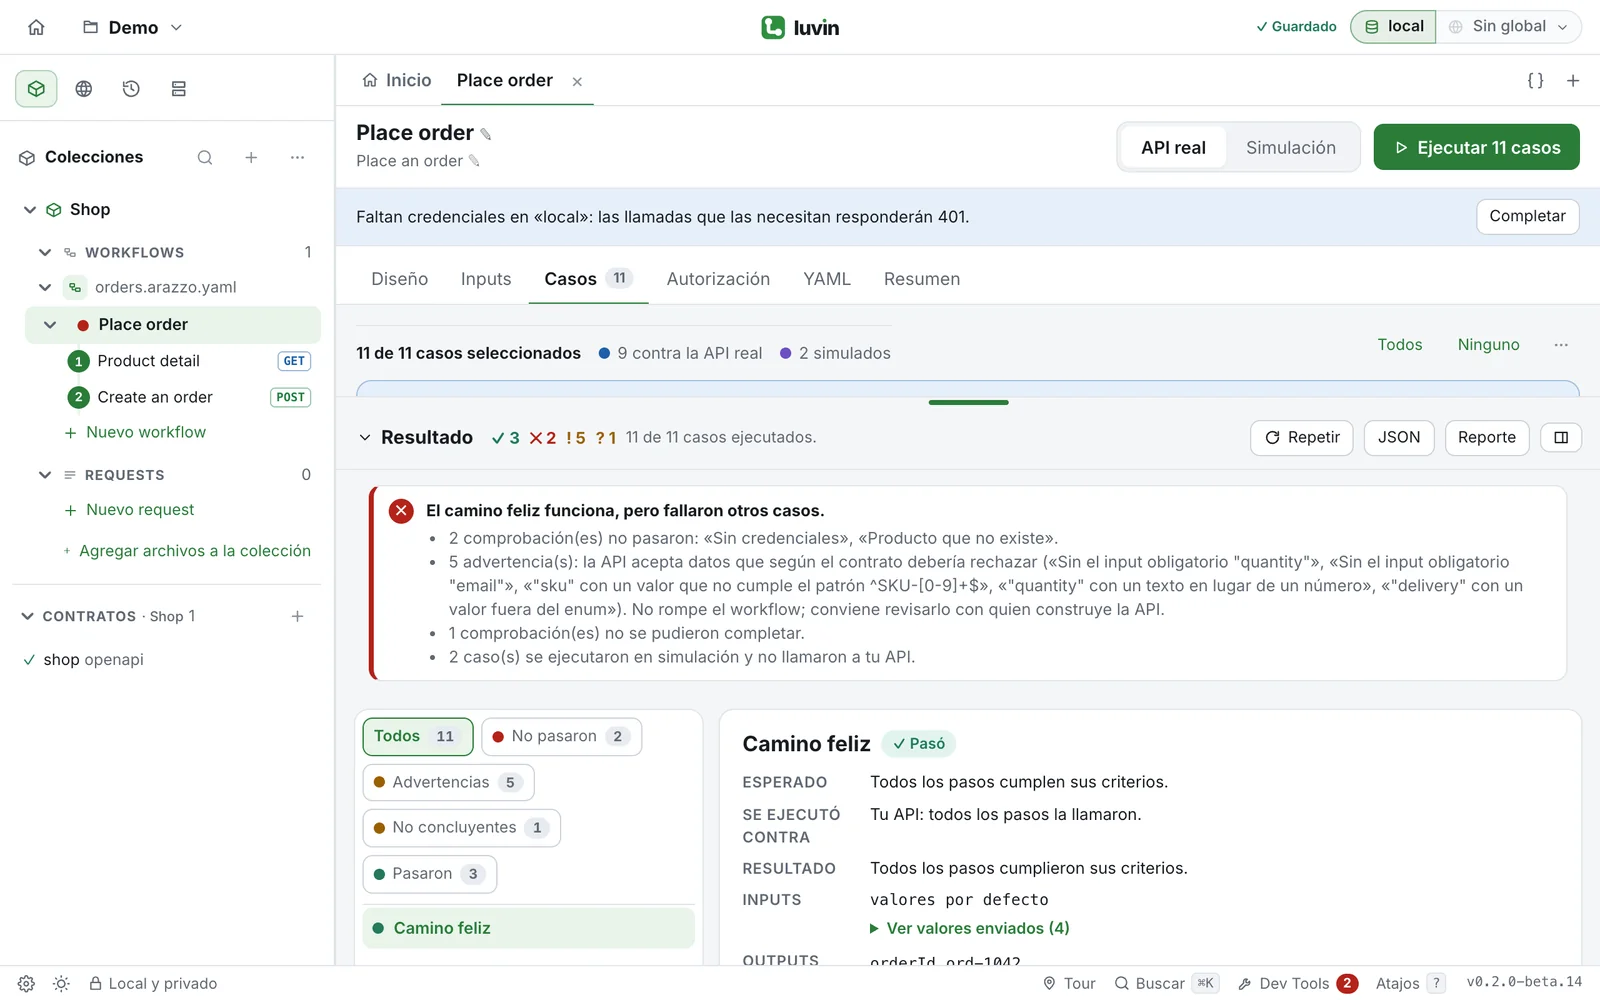 Demo
luvin
Guardado
local
Sin global
Inicio
Place order
{ }
Colecciones
Shop
WORKFLOWS 1
orders.arazzo.yaml
Place order
1 Product detail GET
2 Create an order POST
+ Nuevo workflow
REQUESTS 0
+ Nuevo request
+ Agregar archivos a la colección
CONTRATOS · Shop 1
shop openapi
Place order
Place an order
API real
Simulación
Ejecutar 11 casos
Faltan credenciales en «local»: las llamadas que las necesitan responderán 401.
Completar
Diseño
Inputs
Casos 11
Autorización
YAML
Resumen
11 de 11 casos seleccionados
9 contra la API real
2 simulados
Todos
Ninguno
Resultado
✓ 3 ✕ 2 ! 5 ? 1 11 de 11 casos ejecutados.
Repetir
JSON
Reporte
El camino feliz funciona, pero fallaron otros casos.
• 2 comprobación(es) no pasaron: «Sin credenciales», «Producto que no existe».
• 5 advertencia(s): la API acepta datos que según el contrato debería rechazar («Sin el input obligatorio "quantity"», «Sin el input obligatorio
"email"», «"sku" con un valor que no cumple el patrón ^SKU-[0-9]+$», «"quantity" con un texto en lugar de un número», «"delivery" con un
valor fuera del enum»). No rompe el workflow; conviene revisarlo con quien construye la API.
• 1 comprobación(es) no se pudieron completar.
• 2 caso(s) se ejecutaron en simulación y no llamaron a tu API.
Todos 11
No pasaron 2
Advertencias 5
No concluyentes 1
Pasaron 3
Camino feliz
Camino feliz ✓ Pasó
ESPERADO Todos los pasos cumplen sus criterios.
SE EJECUTÓ CONTRA Tu API: todos los pasos la llamaron.
RESULTADO Todos los pasos cumplieron sus criterios.
INPUTS valores por defecto
Ver valores enviados (4)
OUTPUTS orderId ord-1042
Local y privado
Tour
Buscar ⌘K
Dev Tools 2
Atajos ?
v0.2.0-beta.14